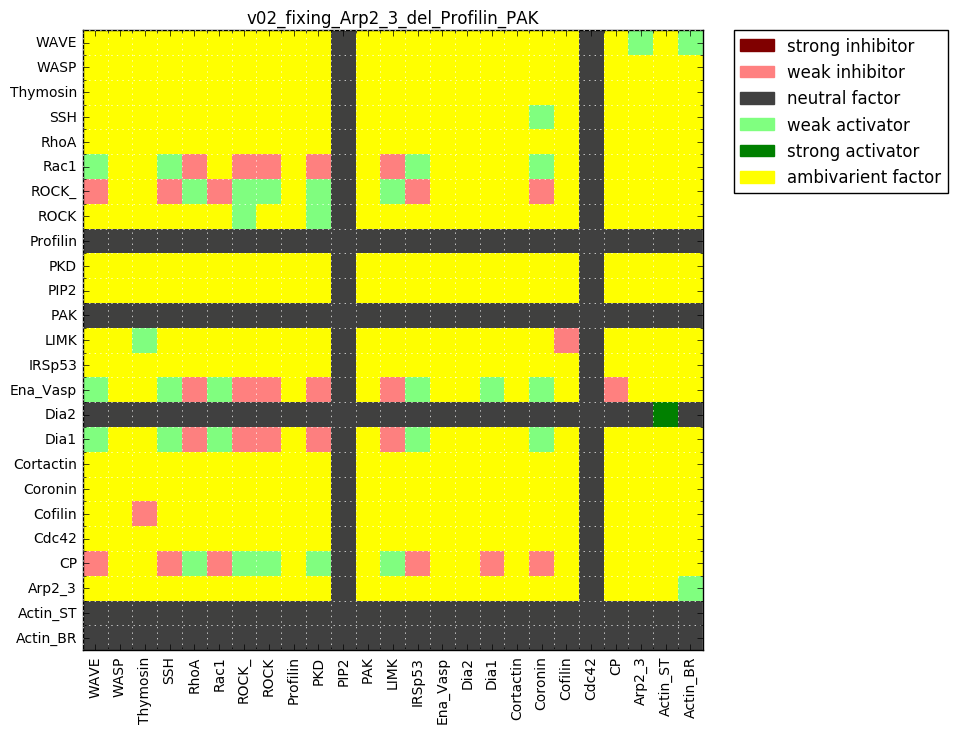 v02_fixing_Arp2_3_del_Profilin_PAK
WAVE
WASP
Thymosin
SSH
RhoA
Rac1
ROCK_
ROCK
Profilin
PKD
PIP2
PAK
LIMK
IRSp53
Ena_Vasp
Dia2
Dia1
Cortactin
Coronin
Cofilin
Cdc42
CP
Arp2_3
Actin_ST
Actin_BR
WAVE
WASP
Thymosin
SSH
RhoA
Rac1
ROCK_
ROCK
Profilin
PKD
PIP2
PAK
LIMK
IRSp53
Ena_Vasp
Dia2
Dia1
Cortactin
Coronin
Cofilin
Cdc42
CP
Arp2_3
Actin_ST
Actin_BR
strong inhibitor
weak inhibitor
neutral factor
weak activator
strong activator
ambivarient factor